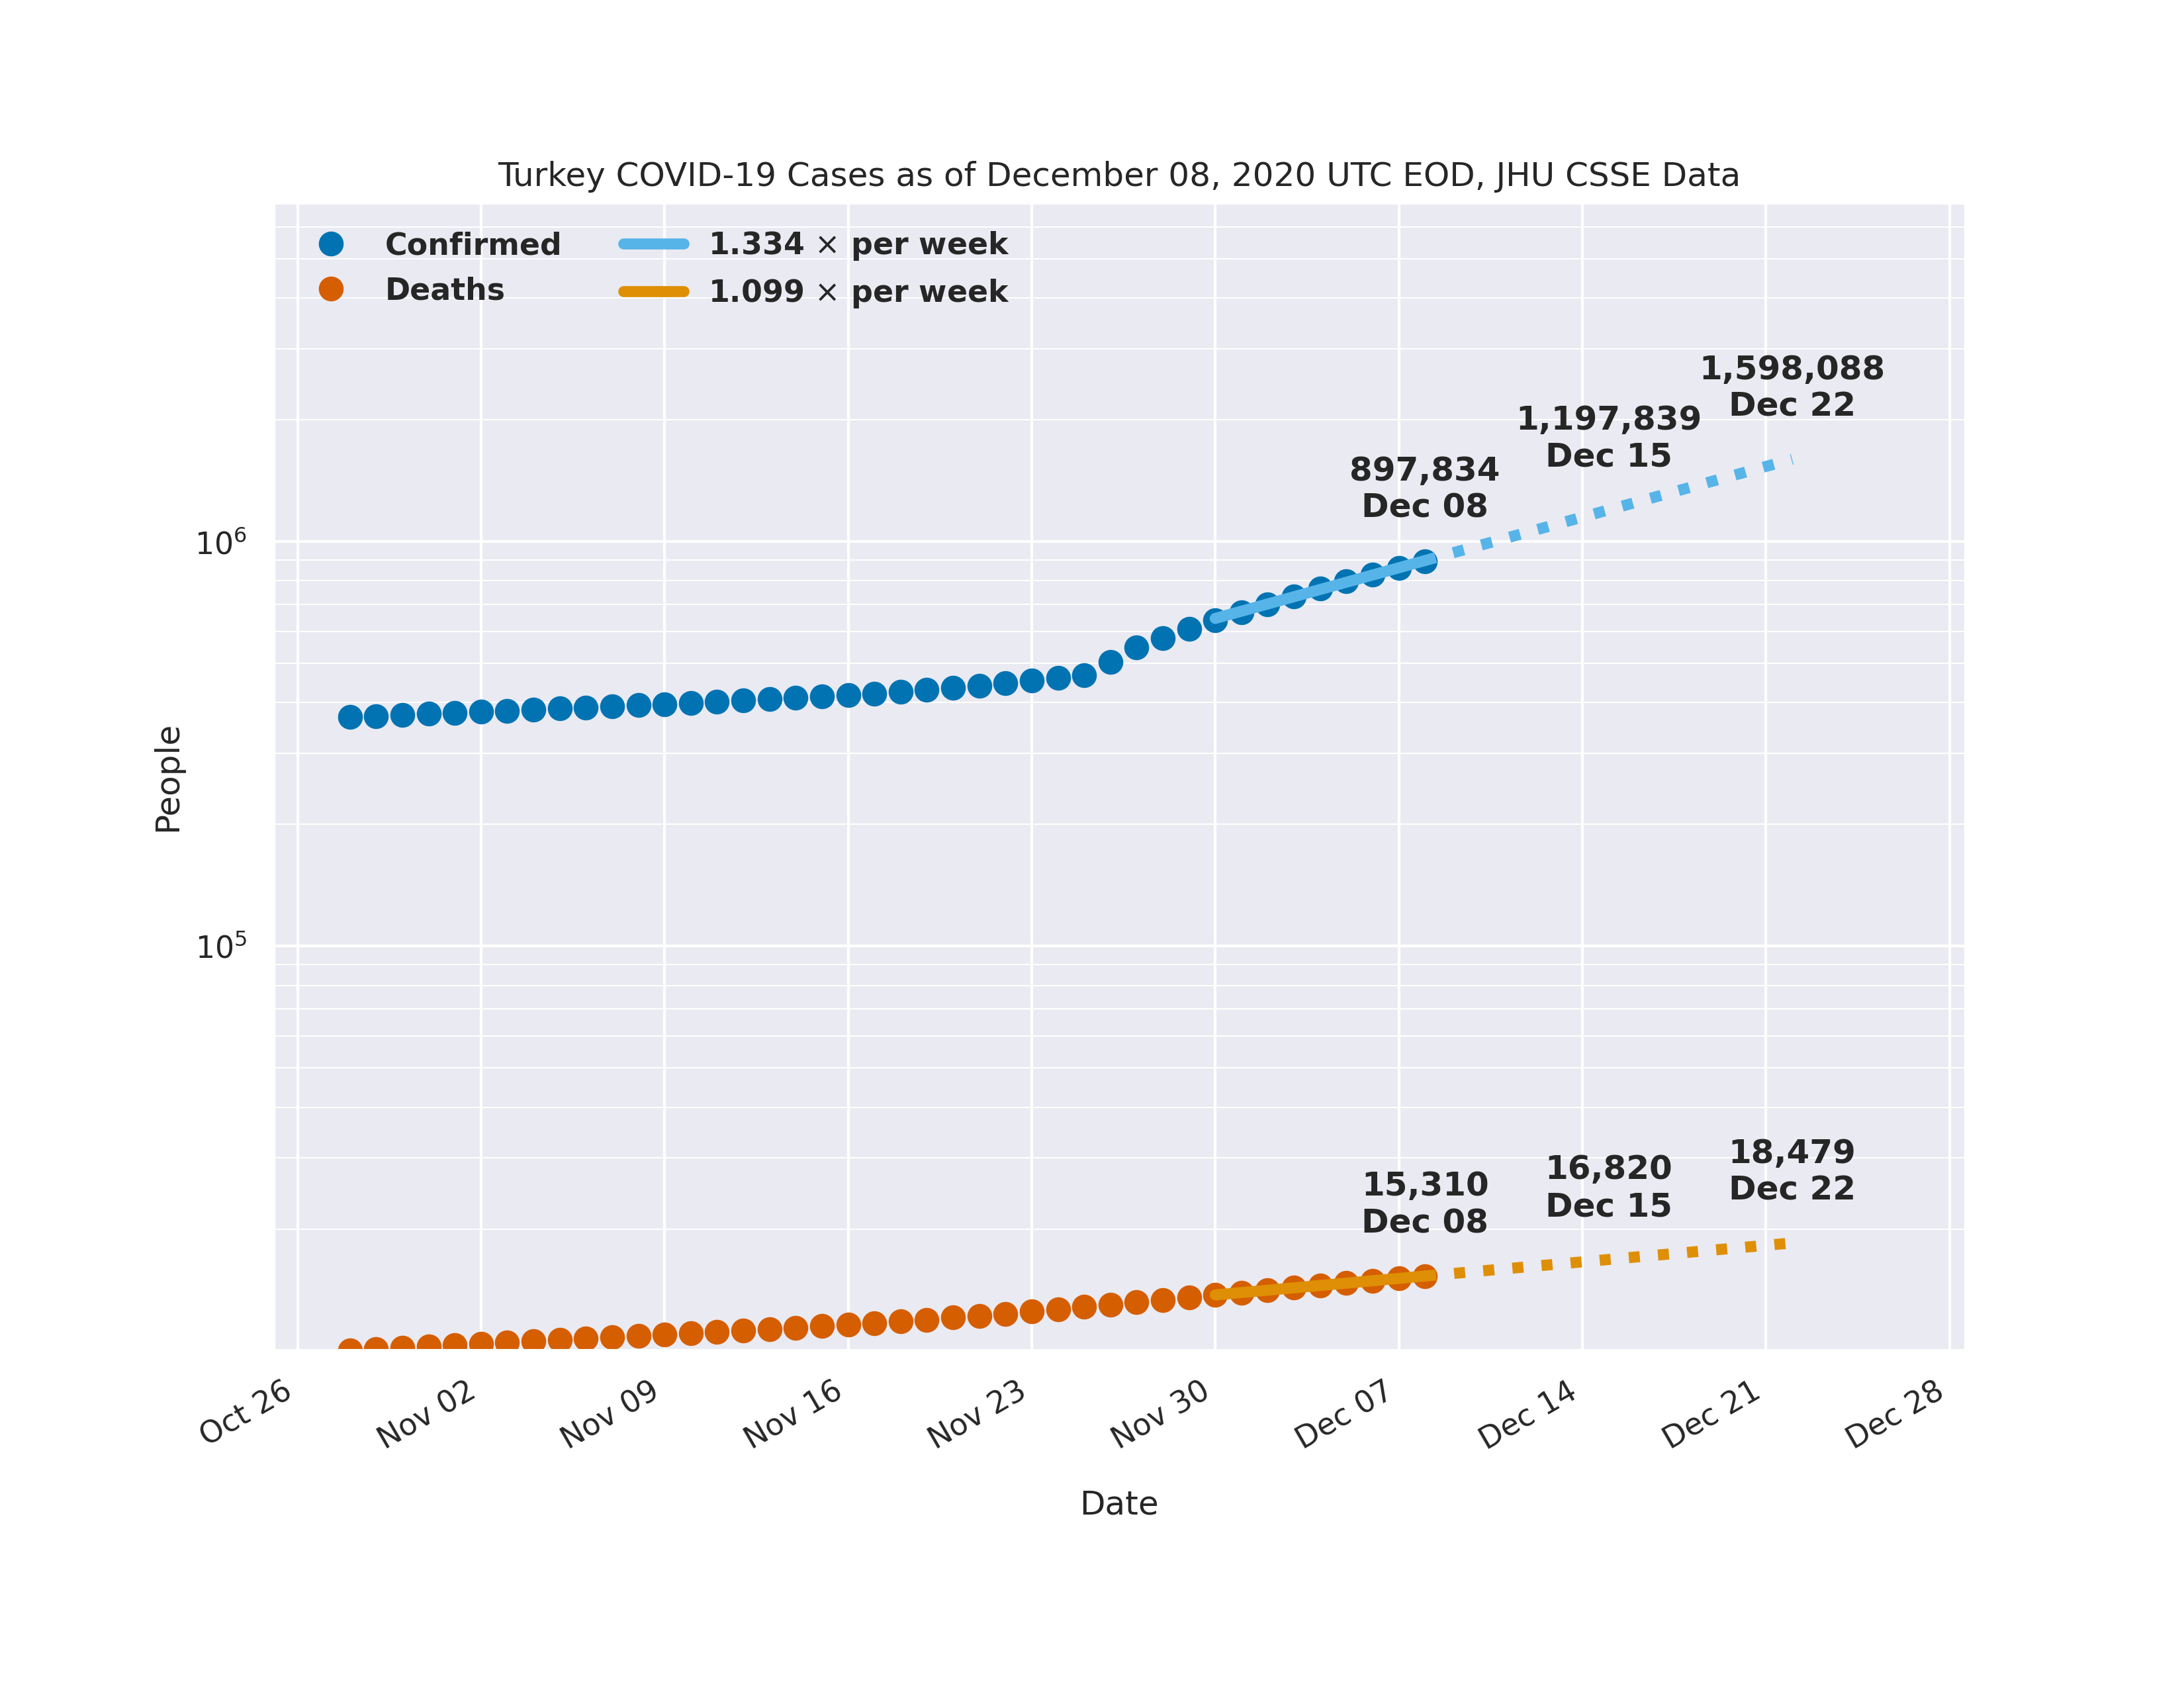 Turkey COVID-19 Cases as of December 08, 2020 UTC EOD, JHU CSSE Data
Confirmed
Deaths
1.334 × per week
1.099 × per week
1,598,088
Dec 22
1,197,839
Dec 15
897,834
Dec 08
10⁶
10⁵
People
18,479
Dec 22
16,820
Dec 15
15,310
Dec 08
Oct 26
Nov 02
Nov 09
Nov 16
Nov 23
Nov 30
Dec 07
Dec 14
Dec 21
Dec 28
Date